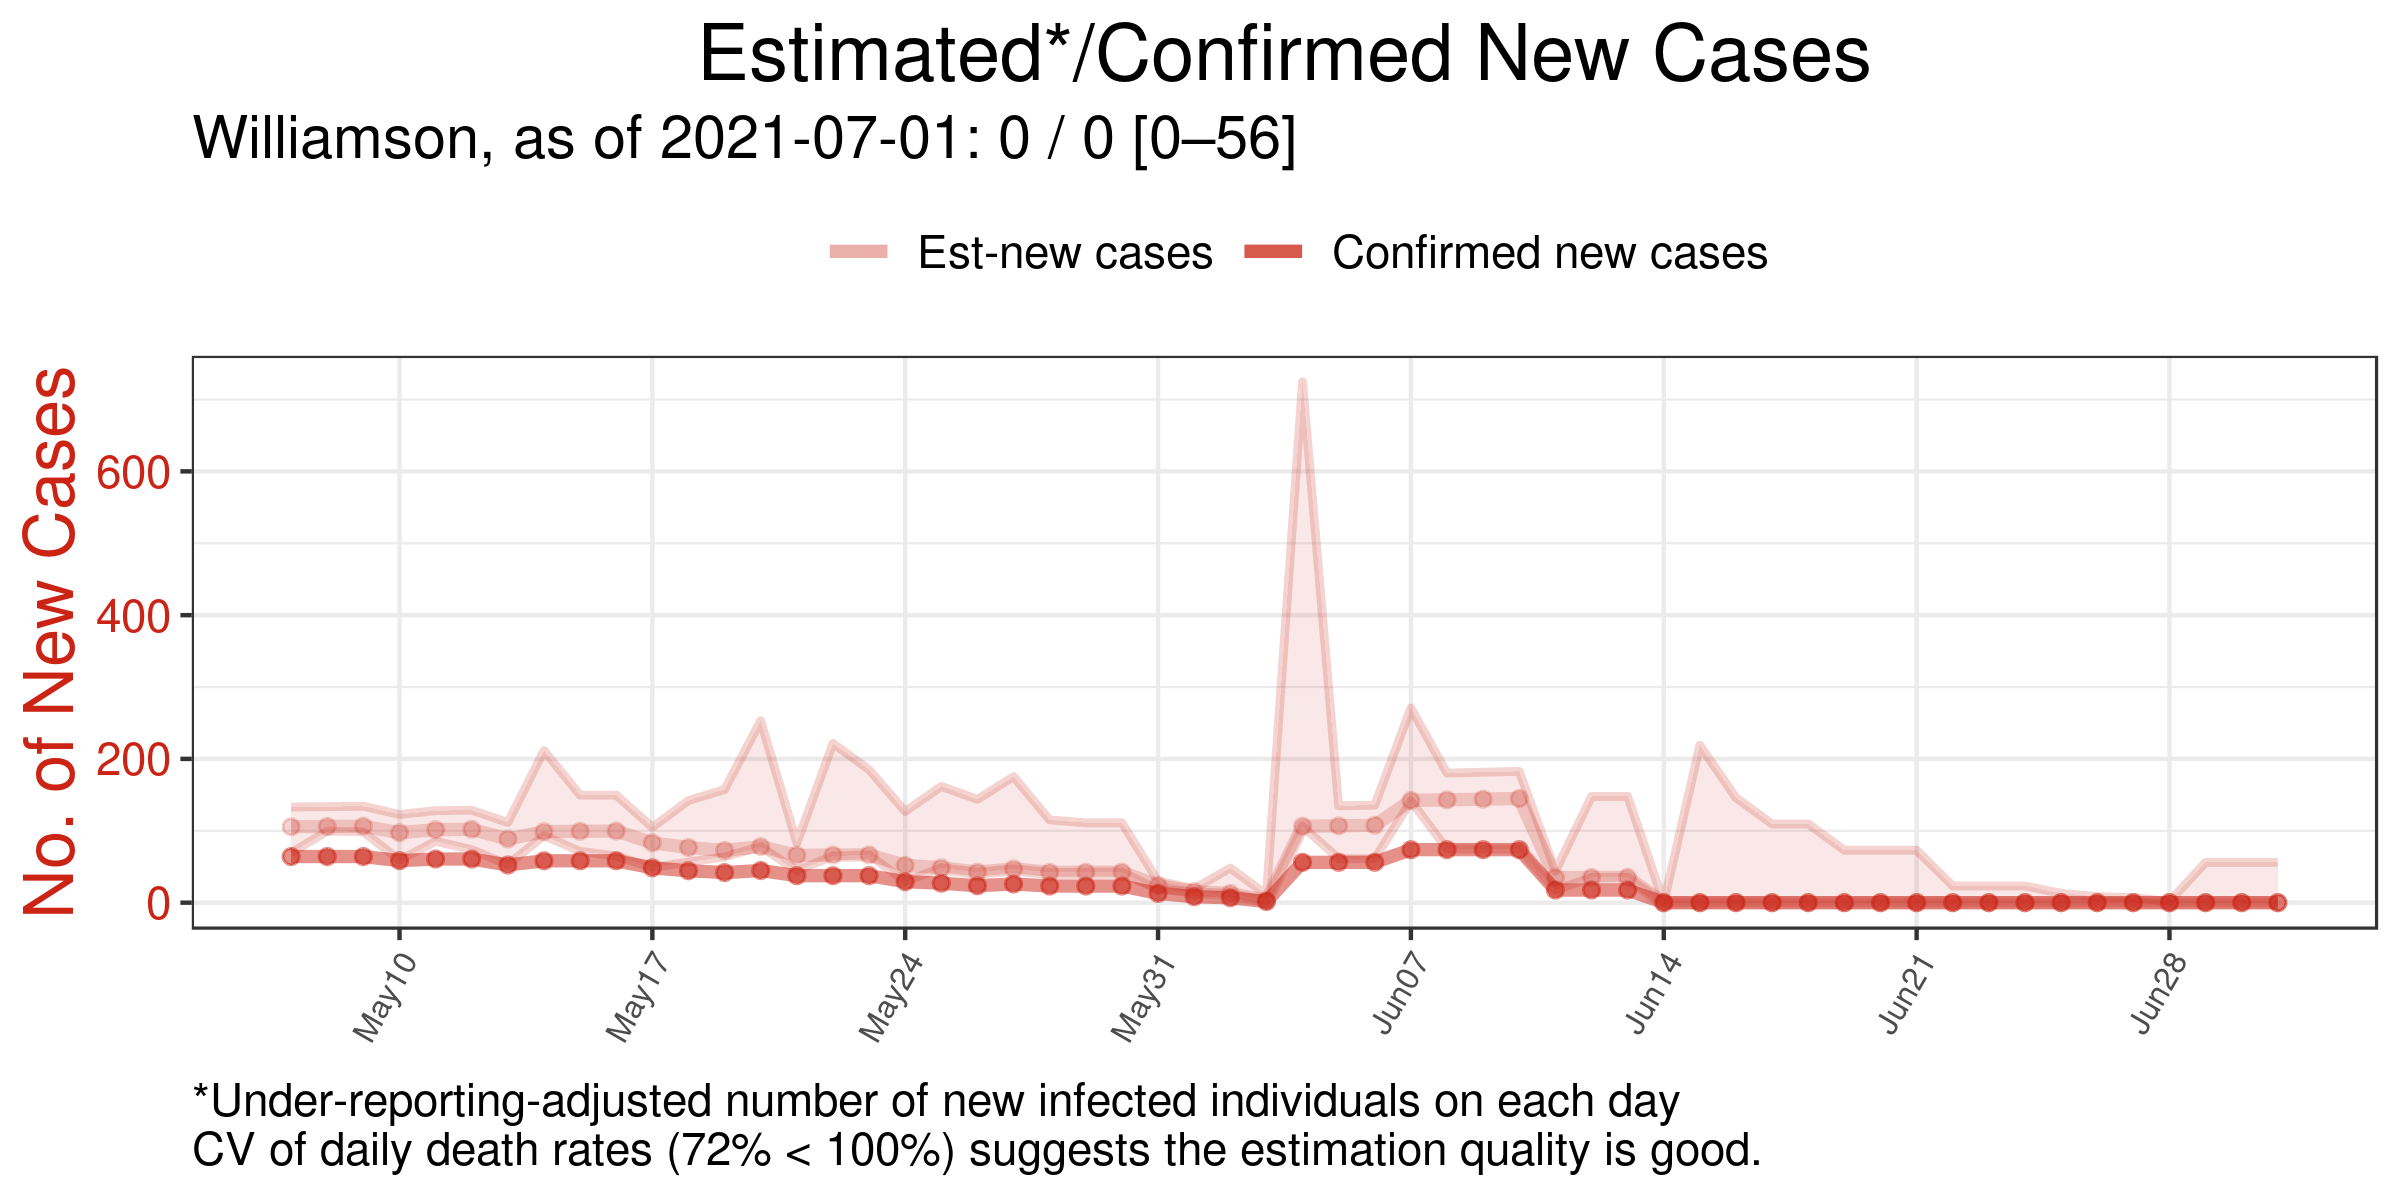 Estimated*/Confirmed New Cases
Williamson, as of 2021-07-01: 0 / 0 [0–56]
Est-new cases Confirmed new cases
No. of New Cases
600
400
200
0
May10 May17 May24 May31 Jun07 Jun14 Jun21 Jun28
*Under-reporting-adjusted number of new infected individuals on each day
CV of daily death rates (72% < 100%) suggests the estimation quality is good.